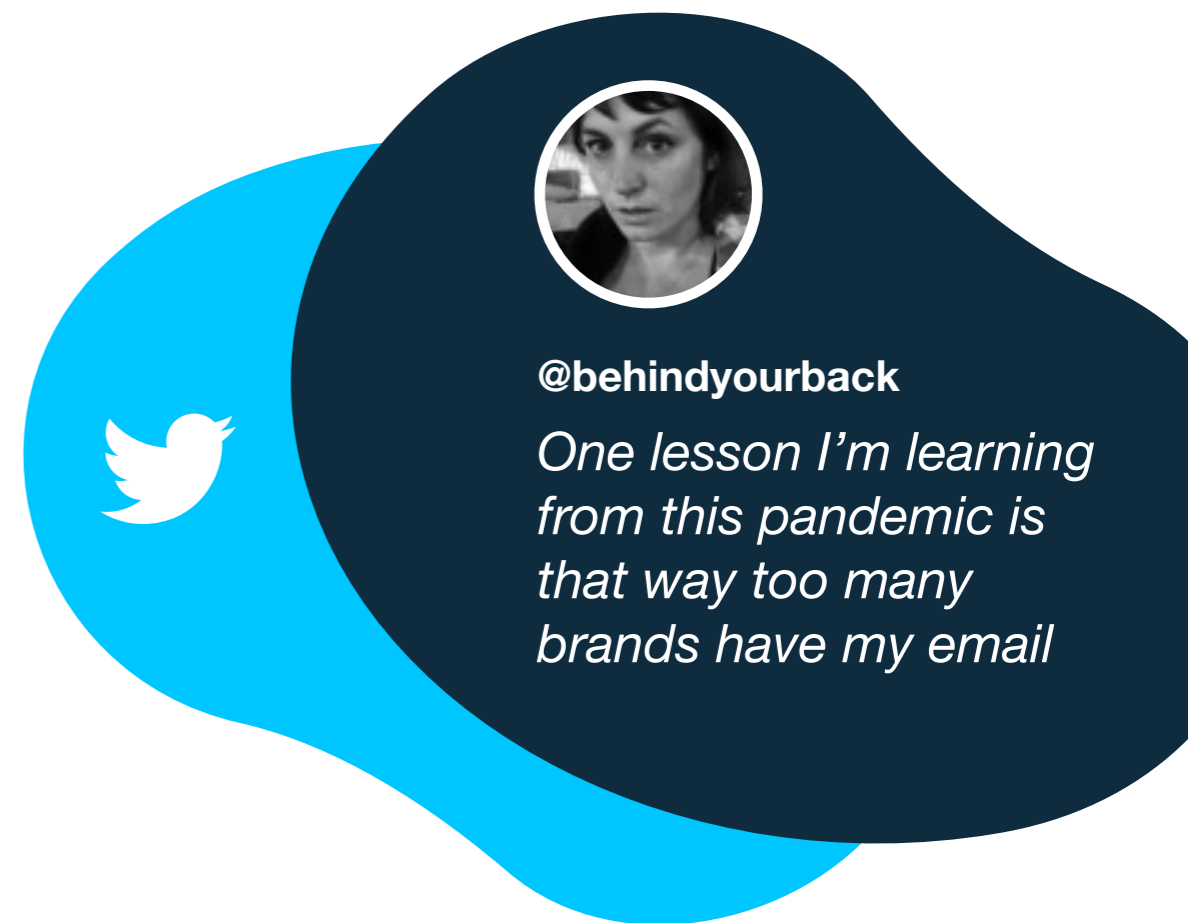 @behindyourback
One lesson I’m learning
from this pandemic is
that way too many
brands have my email